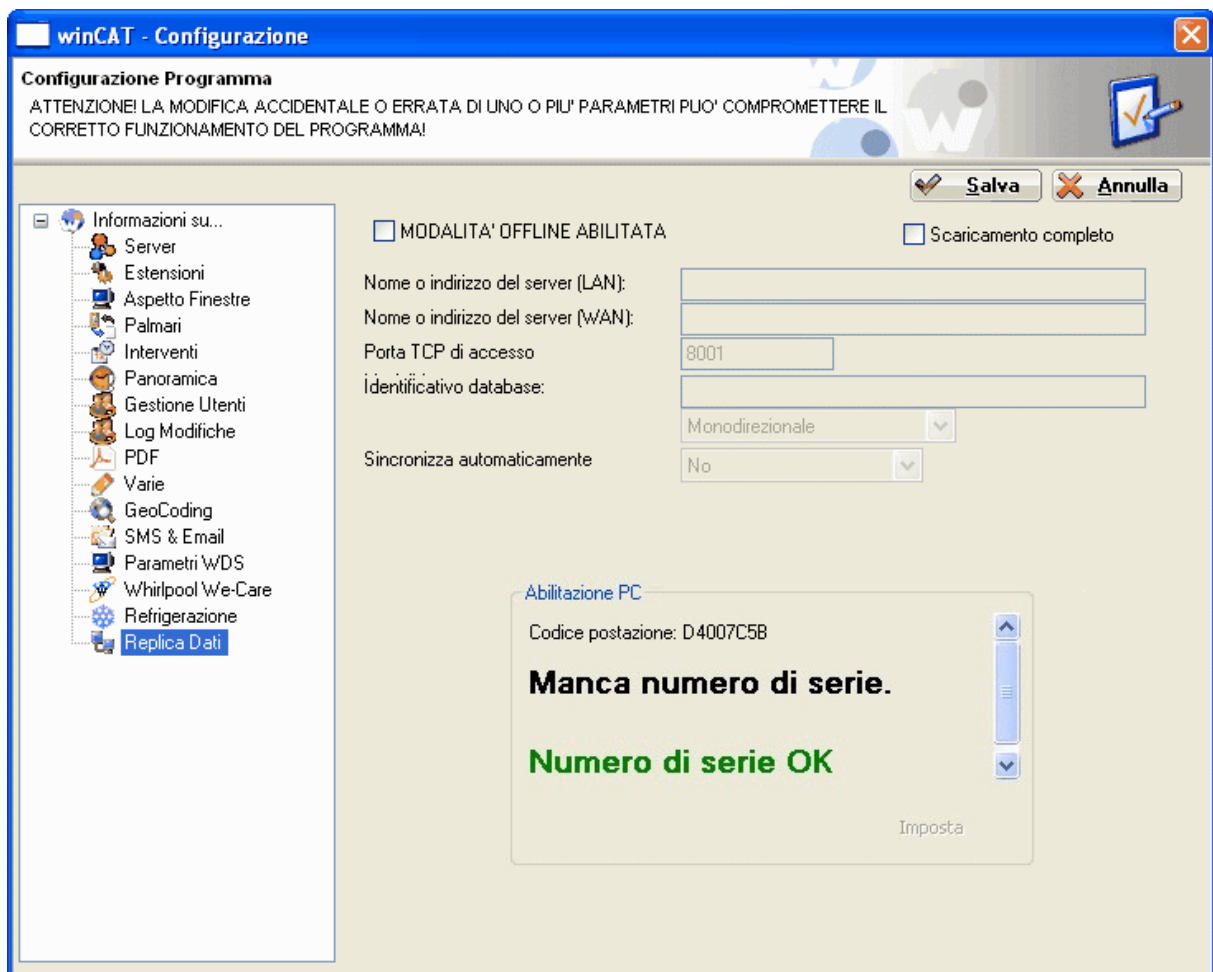 winCAT - Configurazione
Configurazione Programma
ATTENZIONE! LA MODIFICA ACCIDENTALE O ERRATA DI UNO O PIU' PARAMETRI PUO' COMPROMETTERE IL
CORRETTO FUNZIONAMENTO DEL PROGRAMMA!
Salva
Annulla
Informazioni su...
Server
Estensioni
Aspetto Finestre
Palmari
Interventi
Panoramica
Gestione Utenti
Log Modifiche
PDF
Varie
GeoCoding
SMS & Email
Parametri WDS
Whirlpool We-Care
Refrigerazione
Replica Dati
MODALITA' OFFLINE ABILITATA
Scaricamento completo
Nome o indirizzo del server (LAN):
Nome o indirizzo del server (WAN):
Porta TCP di accesso
8001
Identificativo database:
Monodirezionale
Sincronizza automaticamente
No
Abilitazione PC
Codice postazione: D4007C5B
Manca numero di serie.
Numero di serie OK
Imposta